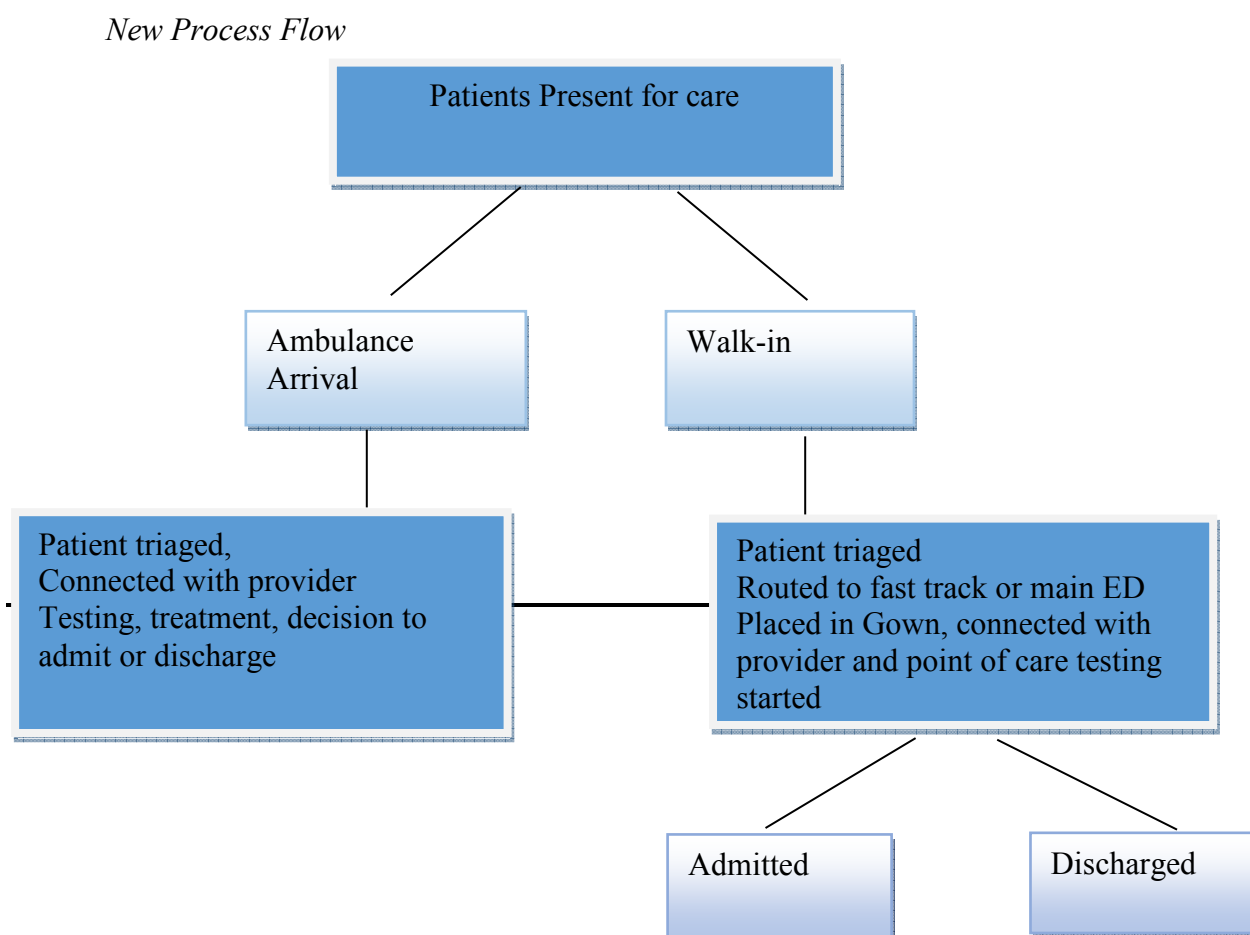 New Process Flow
Patients Present for care
Ambulance
Arrival
Walk-in
Patient triaged,
Connected with provider
Testing, treatment, decision to
admit or discharge
Patient triaged
Routed to fast track or main ED
Placed in Gown, connected with
provider and point of care testing
started
Admitted
Discharged